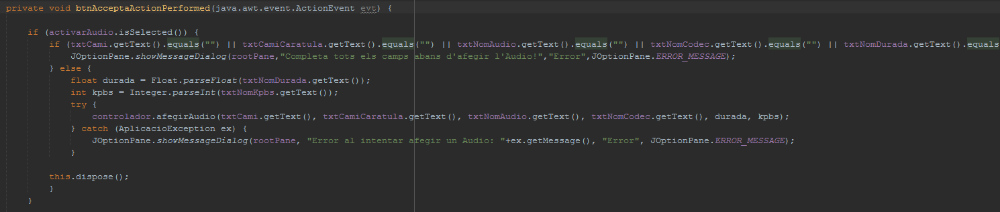 private void btnAcceptaActionPerformed(java.awt.event.ActionEvent evt) {
if (activarAudio.isSelected()) {
if (txtCami.getText().equals("") || txtCamiCaratula.getText().equals("") || txtNomAudio.getText().equals("") || txtNomCodec.getText().equals("") || txtNomDurada.getText().equals
JOptionPane.showMessageDialog(rootPane,"Completa tots els camps abans d'afegir l'Audio!","Error",JOptionPane.ERROR_MESSAGE);
} else {
float durada = Float.parseFloat(txtNomDurada.getText());
int kpbs = Integer.parseInt(txtNomKpbs.getText());
try {
controlador.afegirAudio(txtCami.getText(), txtCamiCaratula.getText(), txtNomAudio.getText(), txtNomCodec.getText(), durada, kpbs);
} catch (AplicacioException ex) {
JOptionPane.showMessageDialog(rootPane, "Error al intentar afegir un Audio: "+ex.getMessage(), "Error", JOptionPane.ERROR_MESSAGE);
}
this.dispose();
}
}